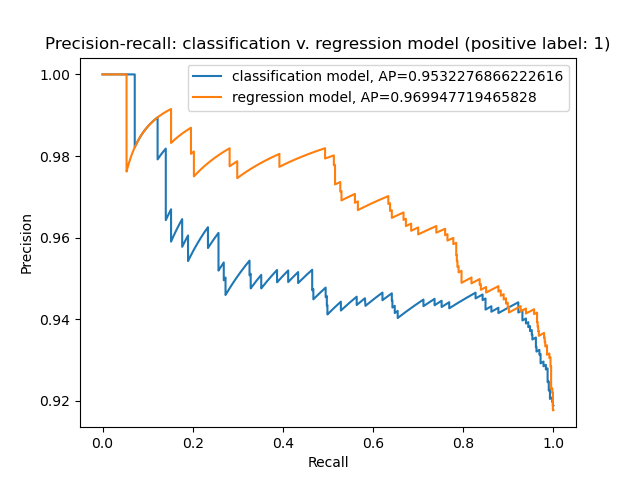 Precision-recall: classification v. regression model (positive label: 1)
classification model, AP=0.9532276866222616
regression model, AP=0.969947719465828
1.00
0.98
0.96
0.94
0.92
Precision
0.0
0.2
0.4
0.6
0.8
1.0
Recall